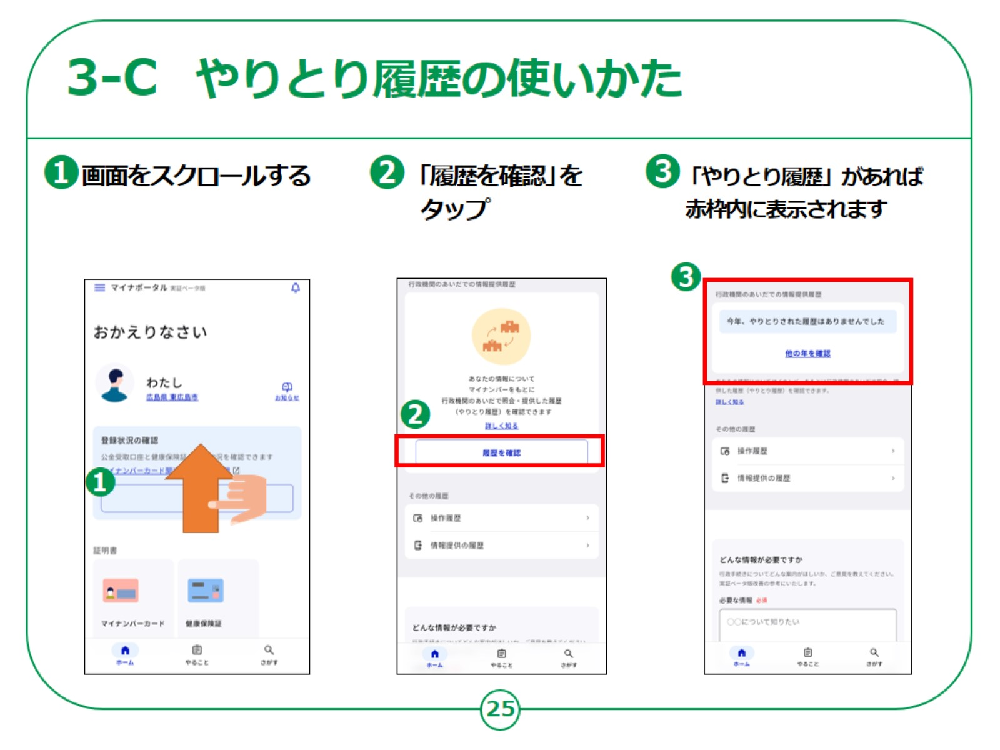 3-C やりとり履歴の使いかた
1 画面をスクロールする
2 「履歴を確認」を
タップ
3 「やりとり履歴」があれば
赤枠内に表示されます
マイナポータル 実証ベータ版
おかえりなさい
わたし
広島県 東広島市
お知らせ
登録状況の確認
公金受取口座と健康保険証
況を確認できます
イナンバーカード
1
証明書
マイナンバーカード
健康保険証
ホーム
やること
さがす
行政機関のあいだでの情報提供履歴
あなたの情報について
マイナンバーをもとに
行政機関のあいだで照会・提供した履歴
（やりとり履歴）を確認できます
詳しく知る
2
履歴を確認
その他の履歴
操作履歴
情報提供の履歴
どんな情報が必要ですか
ホーム
やること
さがす
3
行政機関のあいだでの情報提供履歴
今年、やりとりされた履歴はありませんでした
他の年を確認
供した履歴（やりとり履歴）を確認できます。
詳しく知る
その他の履歴
操作履歴
情報提供の履歴
どんな情報が必要ですか
行政手続きについてどんな案内がほしいか、ご意見を教えてください。
実証ベータ版改善の参考にいたします。
必要な情報 必須
〇〇について知りたい
ホーム
やること
さがす
25